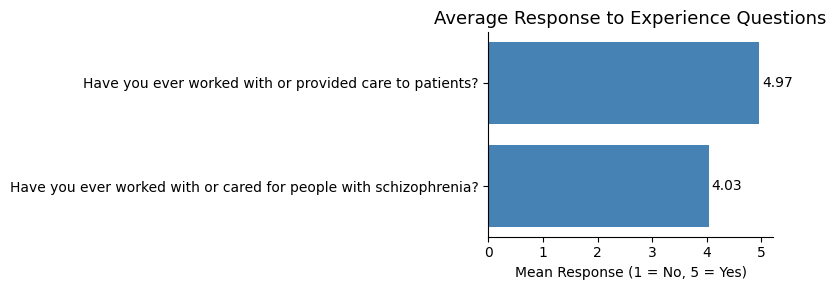 Average Response to Experience Questions
Have you ever worked with or provided care to patients?
4.97
Have you ever worked with or cared for people with schizophrenia?
4.03
0 1 2 3 4 5
Mean Response (1 = No, 5 = Yes)